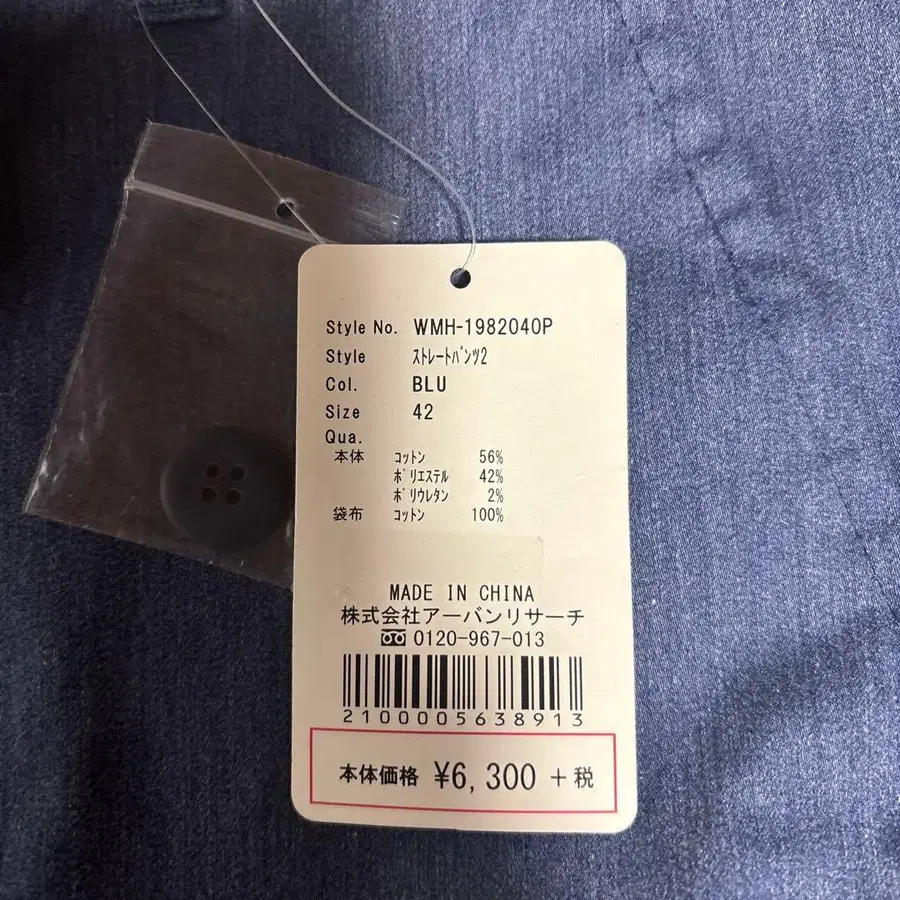 Style No. WMH-1982040P
Style ストレートパンツ2
Col. BLU
Size 42
Qua.
本体 コットン 56%
ポリエステル 42%
ポリウレタン 2%
袋布 コットン 100%
MADE IN CHINA
株式会社アーバンリサーチ
0120-967-013
2100005638913
本体価格 ¥6,300 +税